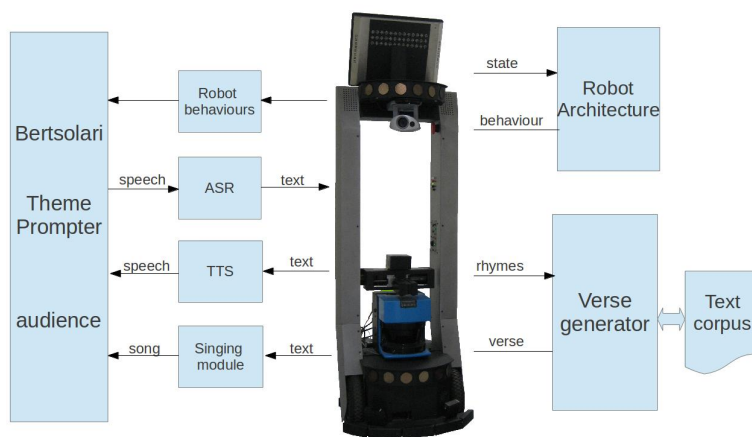 Bertsolari
Theme
Prompter
audience
Robot
behaviours
speech
ASR
text
speech
TTS
text
song
Singing
module
text
state
behaviour
Robot
Architecture
rhymes
verse
Verse
generator
Text
corpus